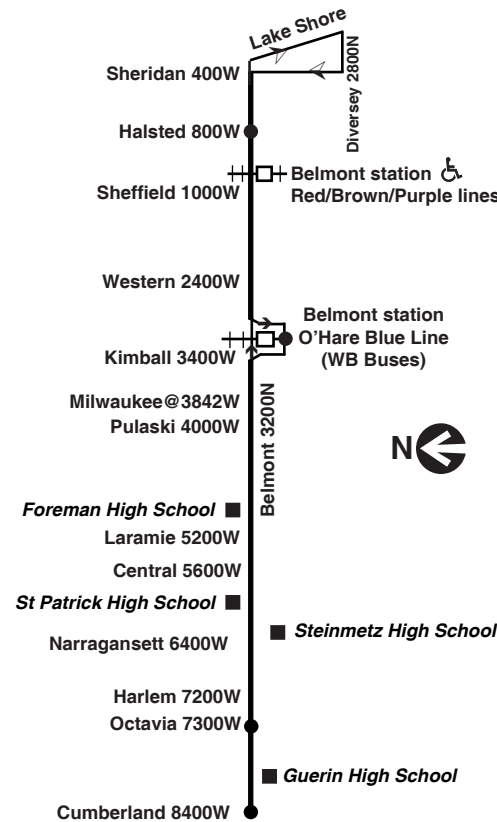 Lake Shore
Sheridan 400W
Diversey 2800N
Halsted 800W
Belmont station
Red/Brown/Purple lines
Sheffield 1000W
Western 2400W
Belmont station
O'Hare Blue Line
(WB Buses)
Kimball 3400W
Milwaukee@3842W
Pulaski 4000W
Belmont 3200N
N
Foreman High School
Laramie 5200W
Central 5600W
St Patrick High School
Steinmetz High School
Narragansett 6400W
Harlem 7200W
Octavia 7300W
Guerin High School
Cumberland 8400W